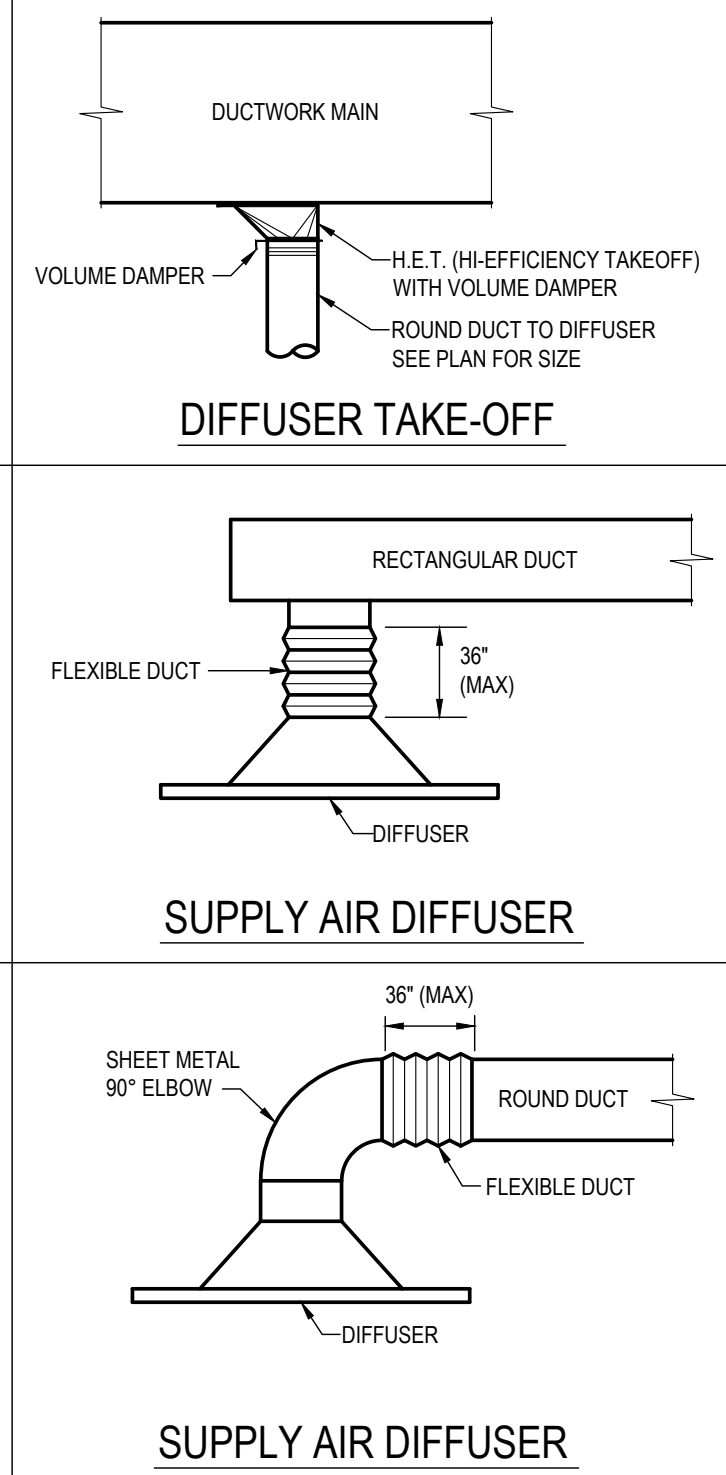 DUCTWORK MAIN
VOLUME DAMPER
H.E.T. (HI-EFFICIENCY TAKEOFF)
WITH VOLUME DAMPER
ROUND DUCT TO DIFFUSER
SEE PLAN FOR SIZE
DIFFUSER TAKE-OFF
RECTANGULAR DUCT
FLEXIBLE DUCT
36"
(MAX)
DIFFUSER
SUPPLY AIR DIFFUSER
36" (MAX)
SHEET METAL
90° ELBOW
ROUND DUCT
FLEXIBLE DUCT
DIFFUSER
SUPPLY AIR DIFFUSER